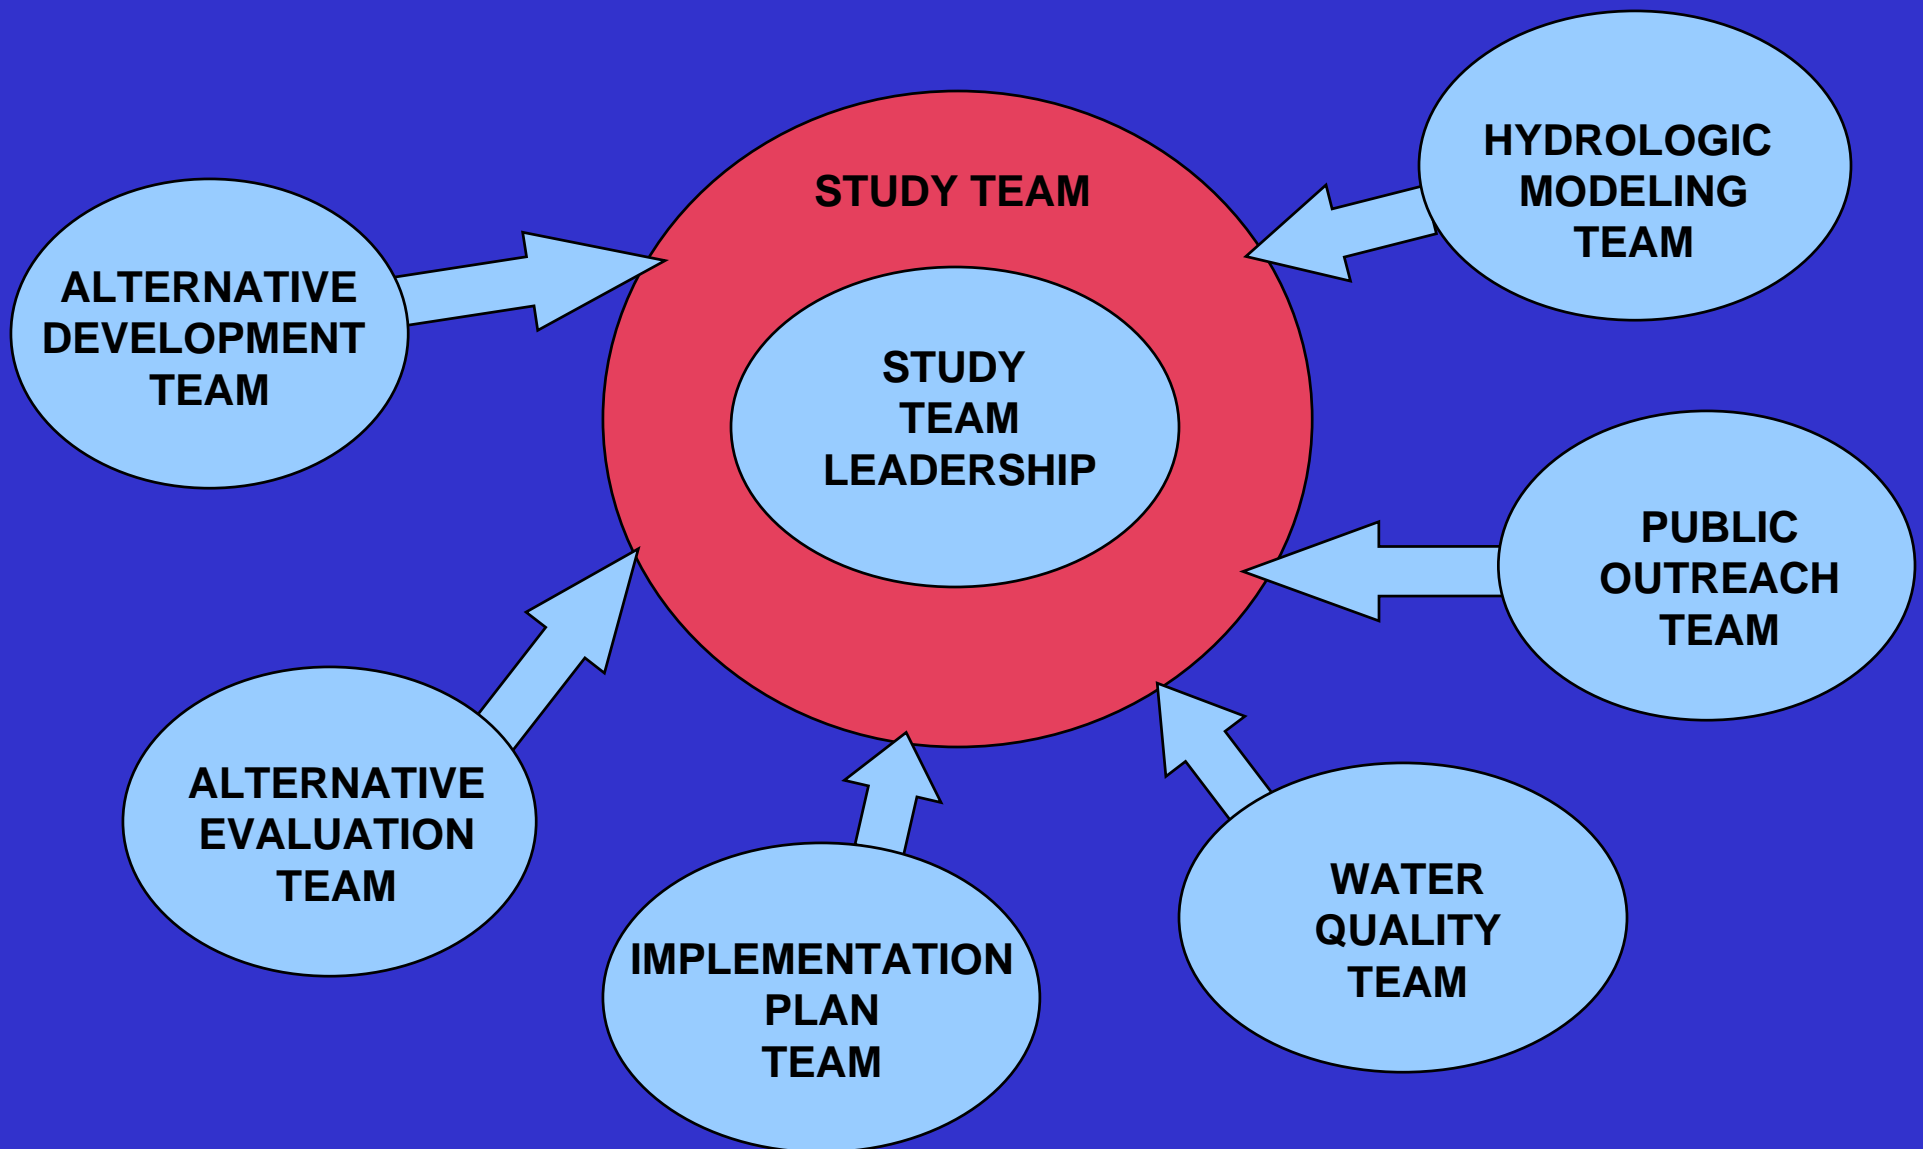 STUDY TEAM
STUDY
TEAM
LEADERSHIP
HYDROLOGIC
MODELING
TEAM
ALTERNATIVE
DEVELOPMENT
TEAM
PUBLIC
OUTREACH
TEAM
ALTERNATIVE
EVALUATION
TEAM
IMPLEMENTATION
PLAN
TEAM
WATER
QUALITY
TEAM